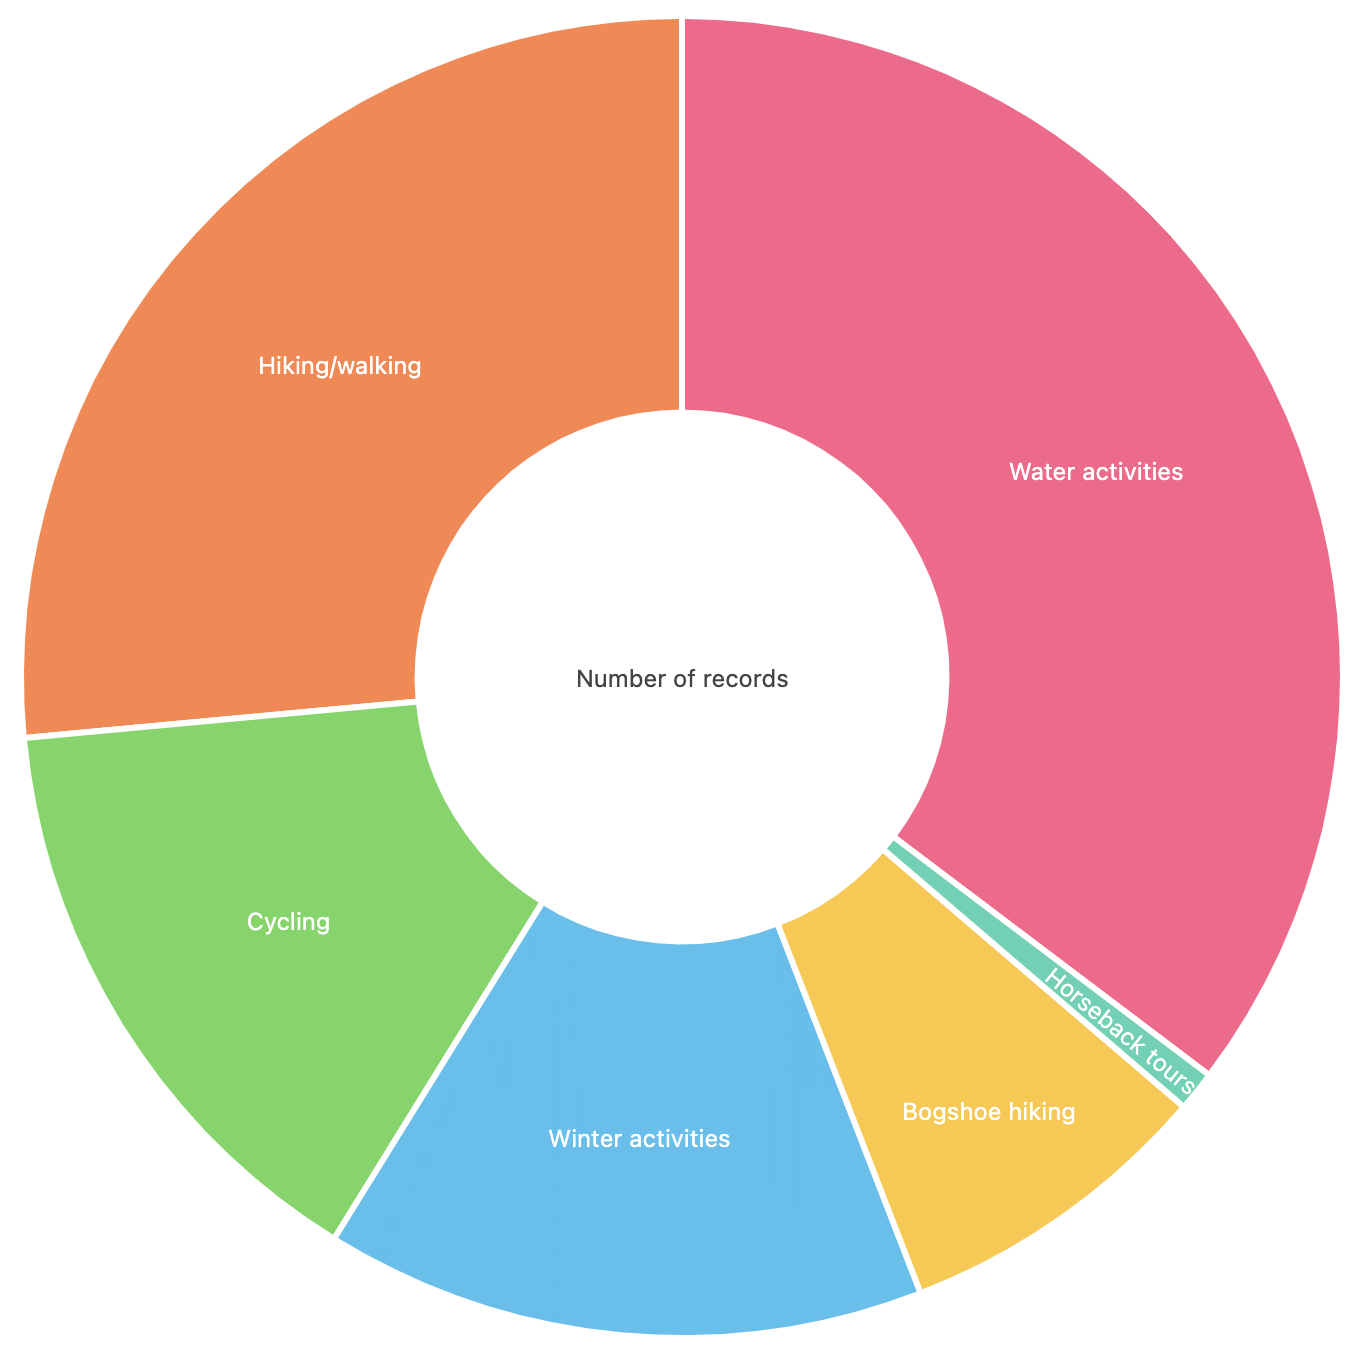 Hiking/walking
Water activities
Number of records
Cycling
Horseback tours
Bogshoe hiking
Winter activities